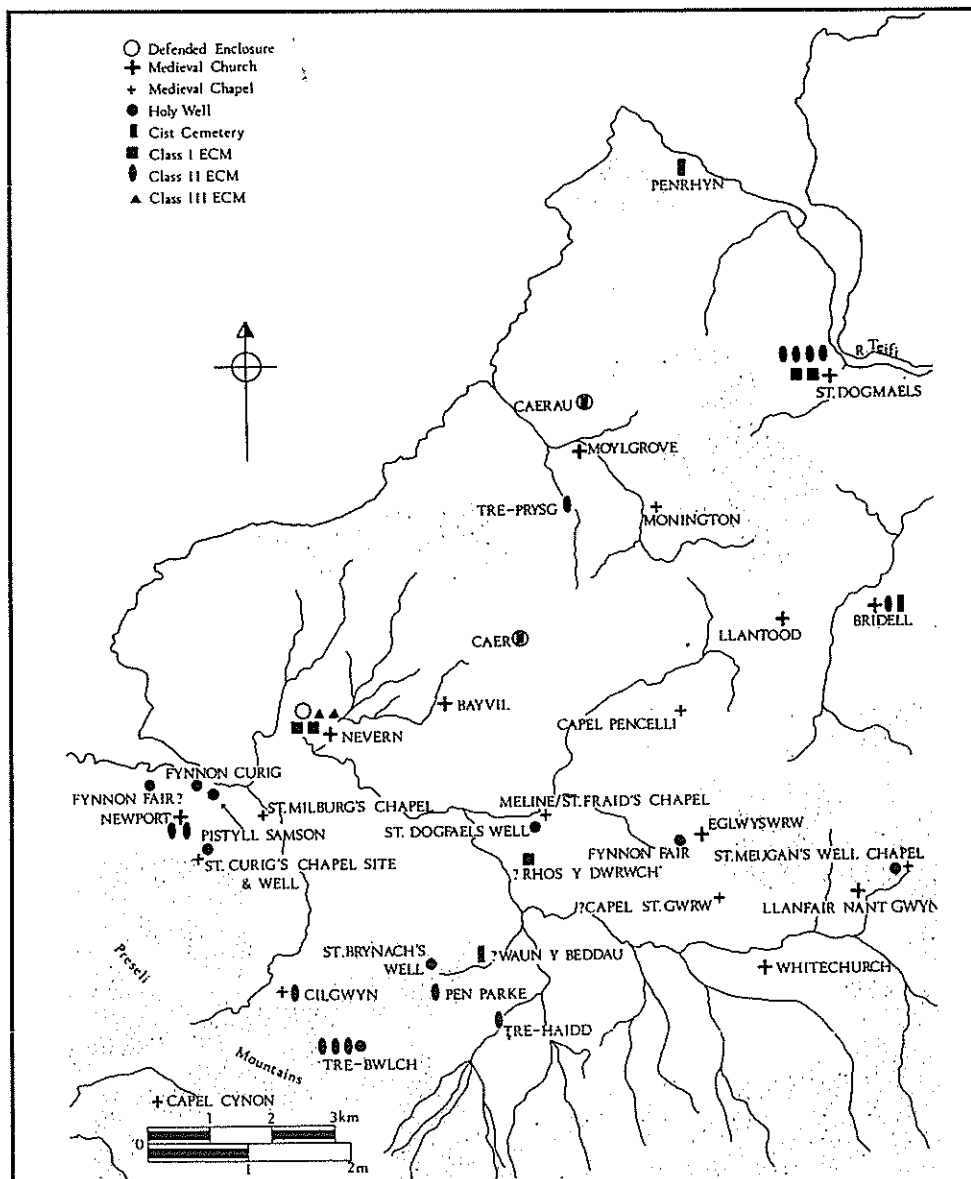 Defended Enclosure
Medieval Church
Medieval Chapel
Holy Well
Cist Cemetery
Class I ECM
Class II ECM
Class III ECM
PENRHYN
R. Teifi
ST. DOGMAELS
CAERAU
MOYLGROVE
TRE-PRYSG
MONINGTON
BRIDELL
LLANTOOD
CAER
BAYVIL
CAPEL PENCELLI
NEVERN
FYNNON CURIG
FYNNON FAIR?
ST. MILBURG'S CHAPEL
NEWPORT
PISTYLL SAMSON
ST. CURIG'S CHAPEL SITE
& WELL
MELINE/ST. FRAID'S CHAPEL
ST. DOGFAELS WELL
EGLWYSWRW
FYNNON FAIR
ST. MEUGAN'S WELL CHAPEL
?RHOS Y DWRWCH
?CAPEL ST. GWRW
LLANFAIR NANT GWYN
ST. BRYNACH'S
WELL
?WAUN Y BEDDAU
WHITECHURCH
Preseli
CILGWYN
PEN PARKE
TRE-HAIDD
TRE-BWLCH
Mountains
CAPEL CYNON
0 1 2 3km
1 2m